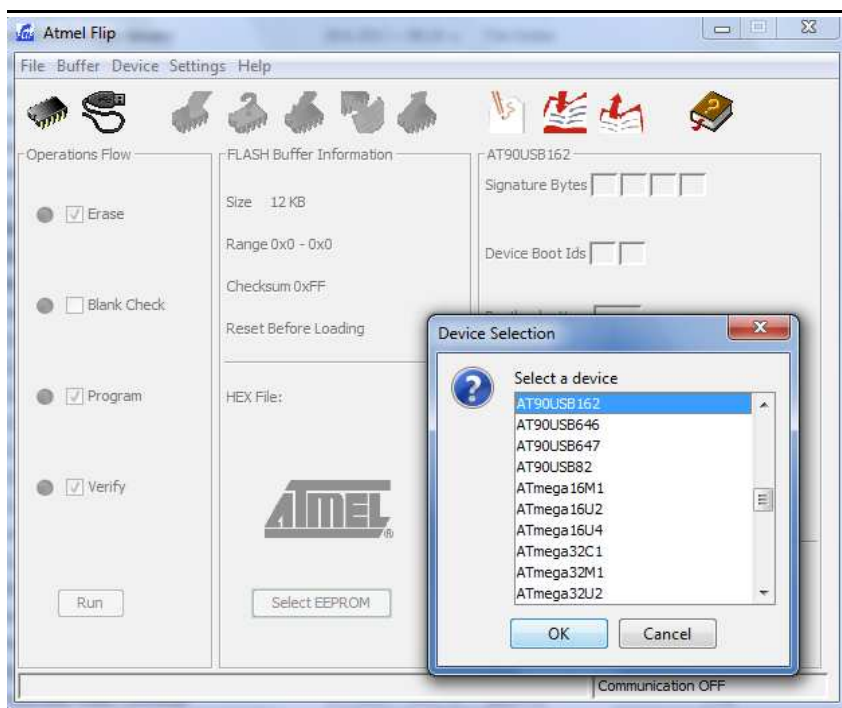 Atmel Flip
File Buffer Device Settings Help
Operations Flow
Erase
Blank Check
Program
Verify
Run
FLASH Buffer Information
Size 12 KB
Range 0x0 - 0x0
Checksum 0xFF
Reset Before Loading
HEX File:
ATMEL
®
Select EEPROM
AT90USB162
Signature Bytes
Device Boot Ids
Device Selection
Select a device
AT90USB162
AT90USB646
AT90USB647
AT90USB82
ATmega16M1
ATmega16U2
ATmega16U4
ATmega32C1
ATmega32M1
ATmega32U2
OK Cancel
Communication OFF